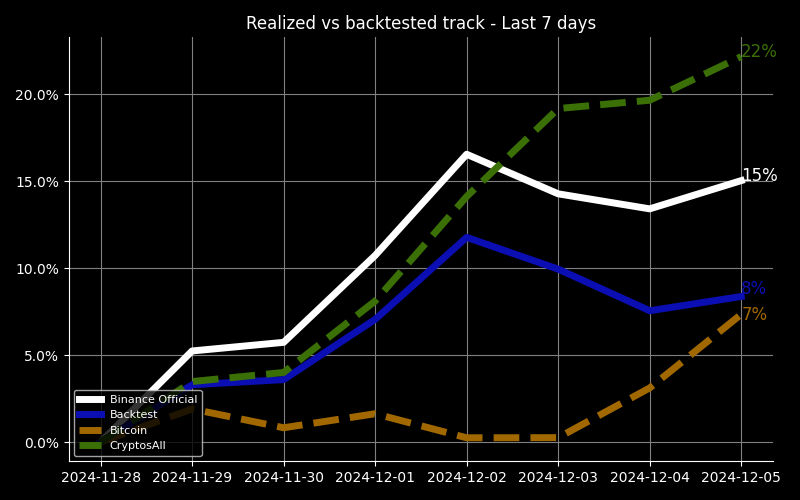 Realized vs backtested track - Last 7 days
22%
20.0%
15.0%
15%
10.0%
8%
7%
5.0%
0.0%
Binance Official
Backtest
Bitcoin
CryptosAll
2024-11-28 2024-11-29 2024-11-30 2024-12-01 2024-12-02 2024-12-03 2024-12-04 2024-12-05